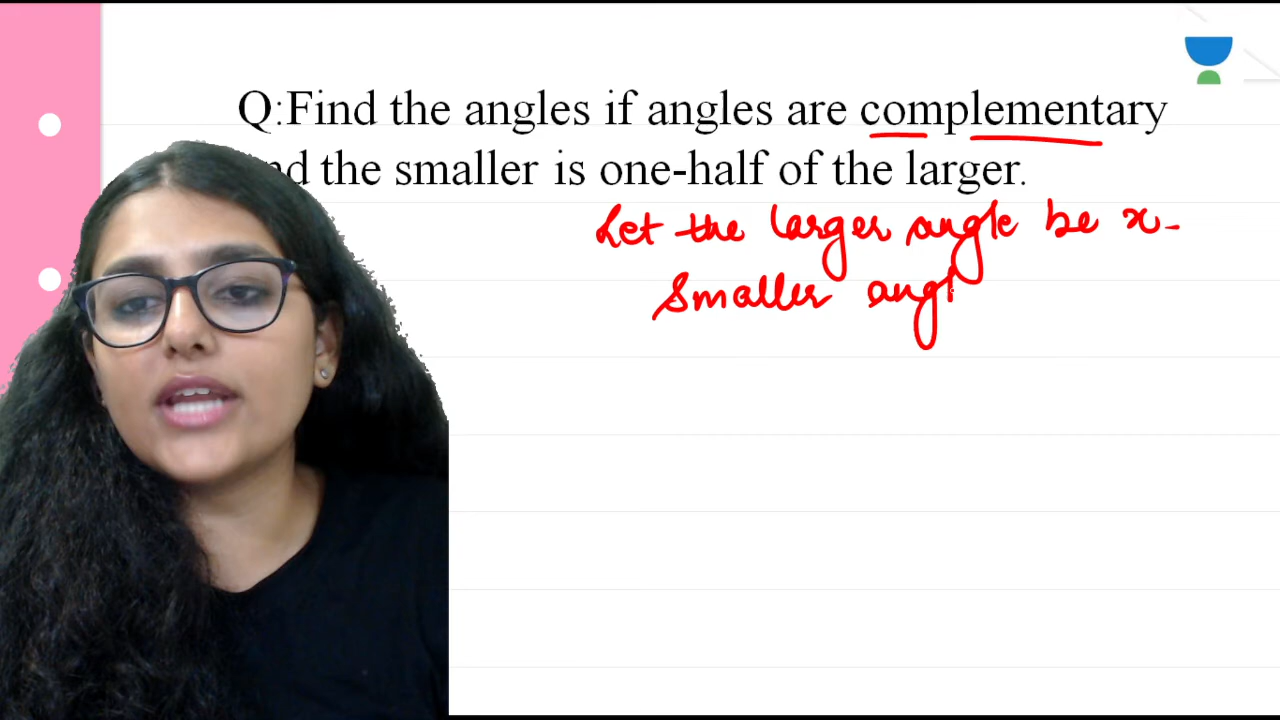 Q:Find the angles if angles are complementary
nd the smaller is one-half of the larger.
Let the larger angle be x.
Smaller angl